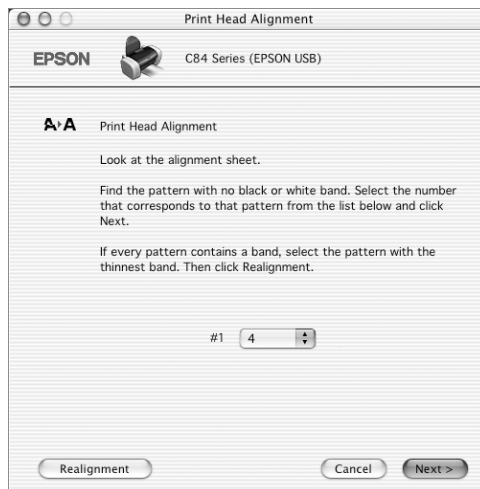 Print Head Alignment
EPSON
C84 Series (EPSON USB)
A▸A Print Head Alignment
Look at the alignment sheet.
Find the pattern with no black or white band. Select the number
that corresponds to that pattern from the list below and click
Next.
If every pattern contains a band, select the pattern with the
thinnest band. Then click Realignment.
#1 4
Realignment Cancel Next >